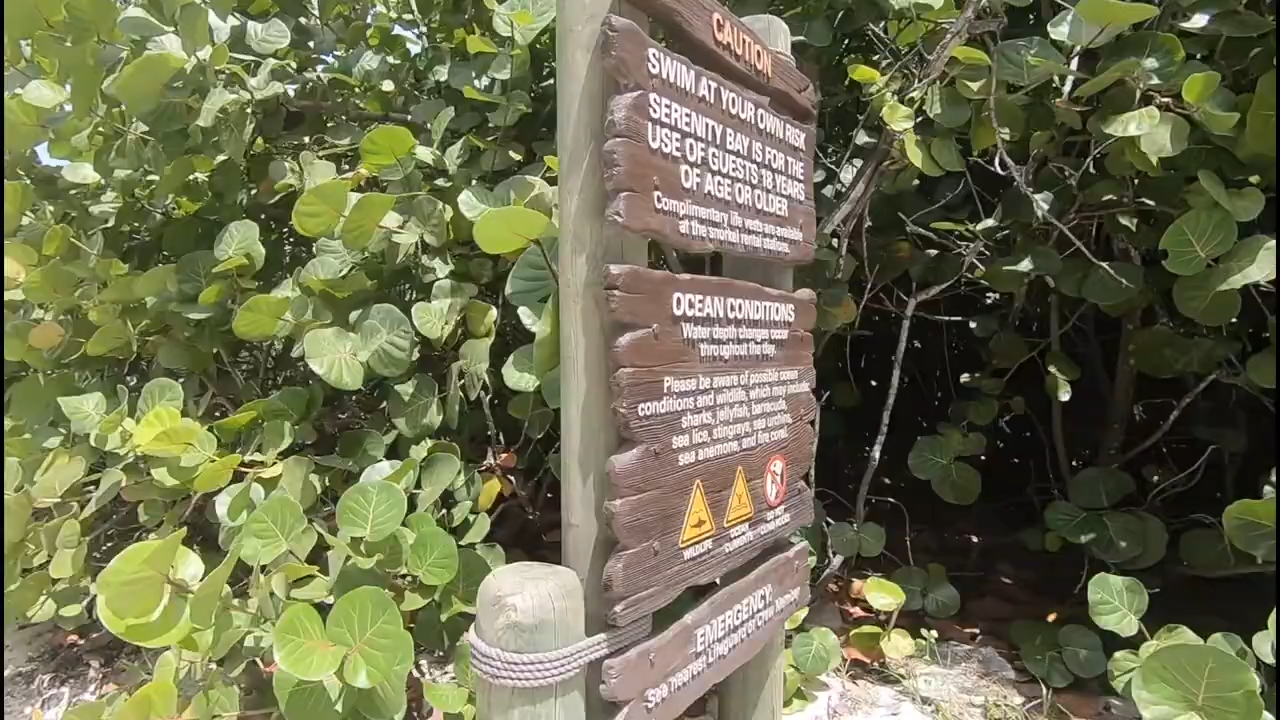 CAUTION
SWIM AT YOUR OWN RISK
SERENITY BAY IS FOR THE
USE OF GUESTS 18 YEARS
OF AGE OR OLDER
Complimentary life vests are available
at the snorkel rental stations.
OCEAN CONDITIONS
Water depth changes occur
throughout the day.
Please be aware of possible ocean
conditions and wildlife, which may include:
sharks, jellyfish, barracuda,
sea lice, stingrays, sea urchins,
sea anemone, and fire coral.
WILDLIFE
OCEAN
CURRENTS
DO NOT
CLIMB ROCKS
EMERGENCY:
See nearest Lifeguard or Crew Member